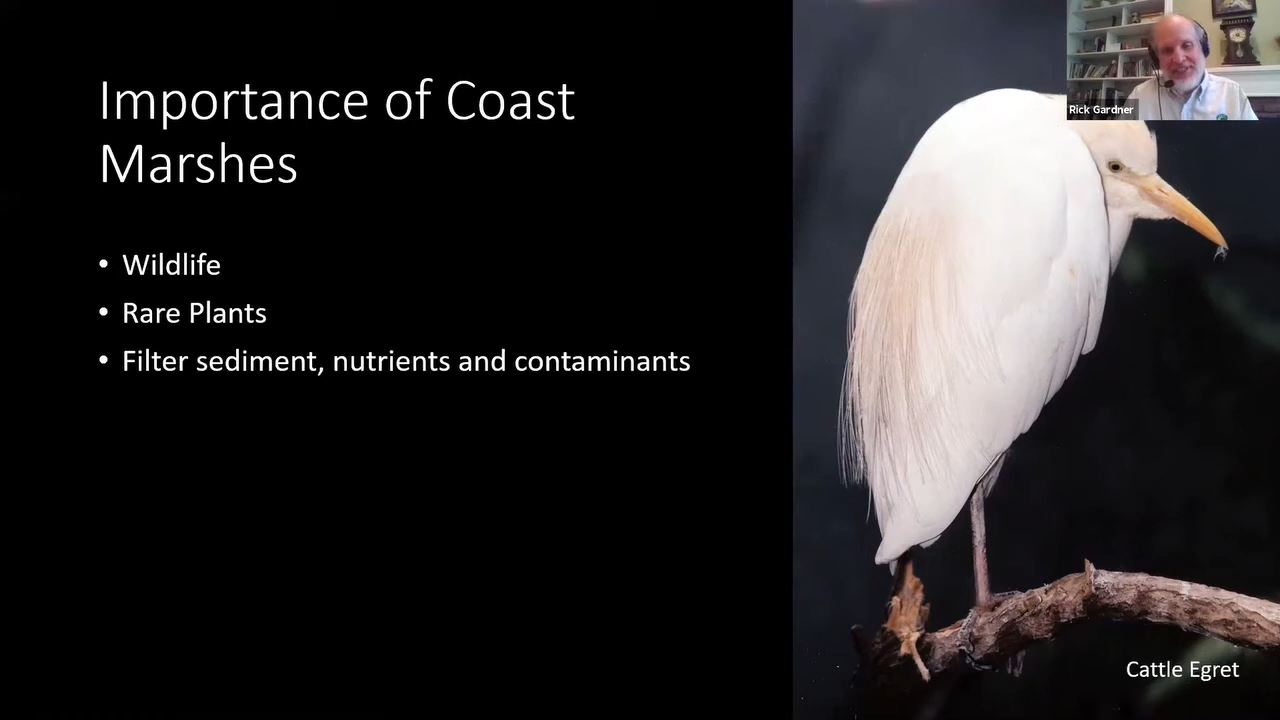 Importance of Coast
Marshes
• Wildlife
• Rare Plants
• Filter sediment, nutrients and contaminants
Rick Gardner
Cattle Egret